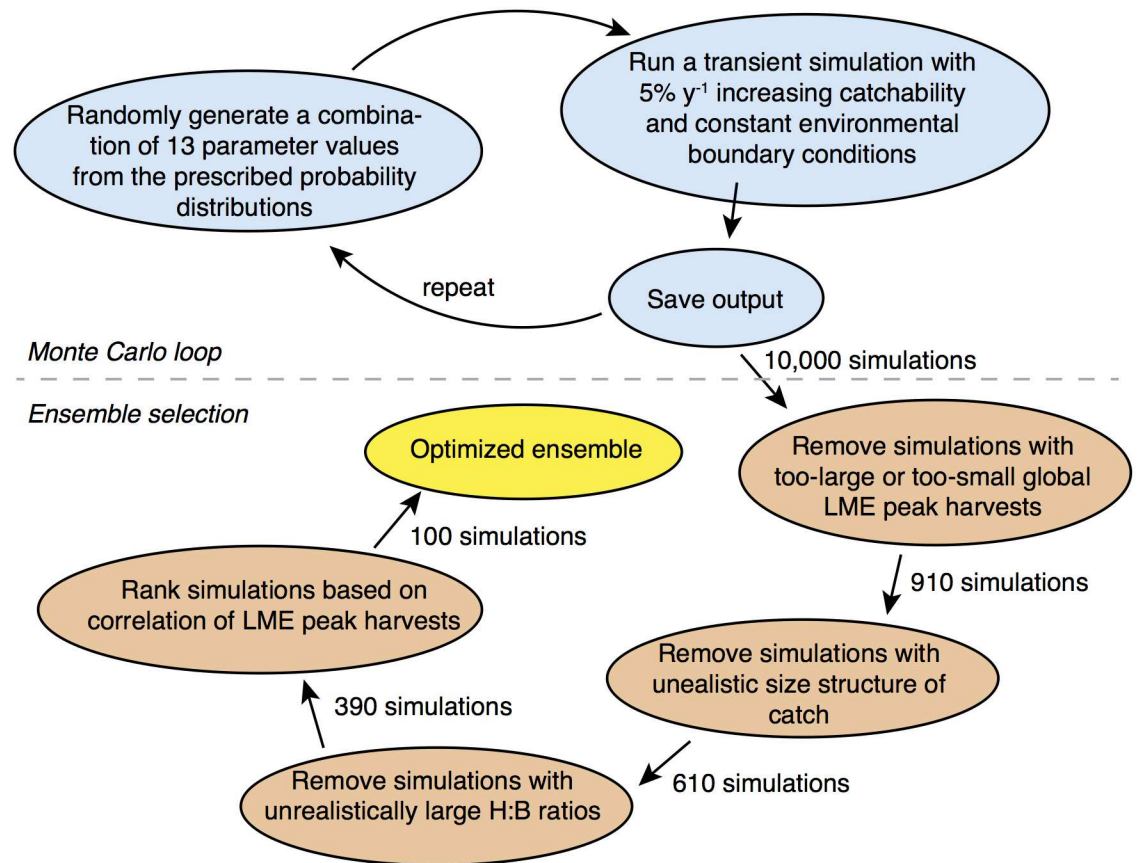 Randomly generate a combina-
tion of 13 parameter values
from the prescribed probability
distributions
Run a transient simulation with
5% y⁻¹ increasing catchability
and constant environmental
boundary conditions
repeat
Save output
Monte Carlo loop
10,000 simulations
Ensemble selection
Optimized ensemble
Remove simulations with
too-large or too-small global
LME peak harvests
100 simulations
910 simulations
Rank simulations based on
correlation of LME peak harvests
Remove simulations with
unealistic size structure of
catch
390 simulations
610 simulations
Remove simulations with
unrealistically large H:B ratios